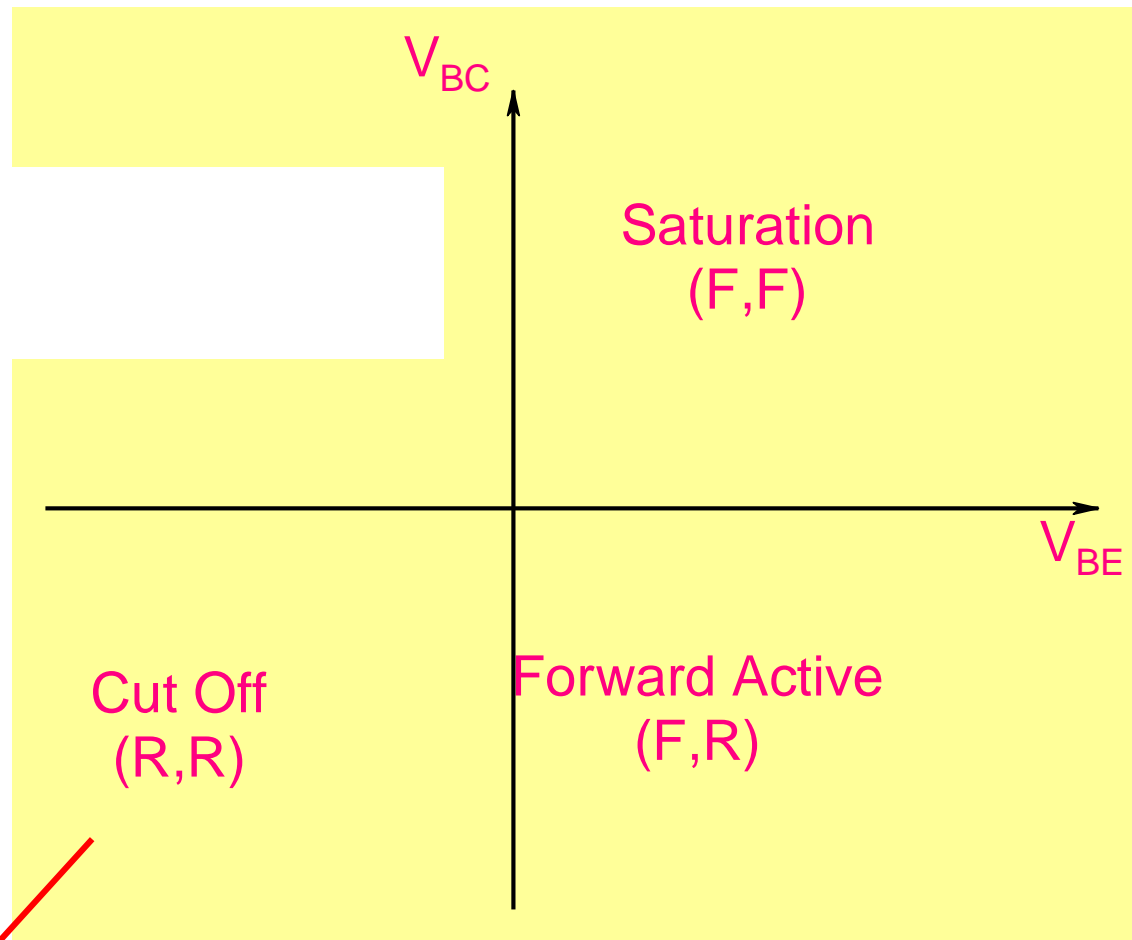 V_BC
Saturation
(F,F)
V_BE
Cut Off
(R,R)
Forward Active
(F,R)